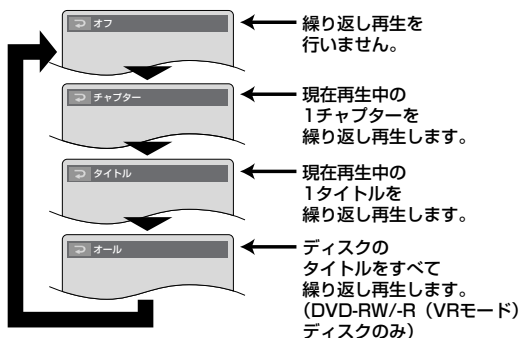 オフ
繰り返し再生を
行いません。
チャプター
現在再生中の
1チャプターを
繰り返し再生します。
タイトル
現在再生中の
1タイトルを
繰り返し再生します。
オール
ディスクの
タイトルをすべて
繰り返し再生します。
(DVD-RW/-R（VRモード）
ディスクのみ)